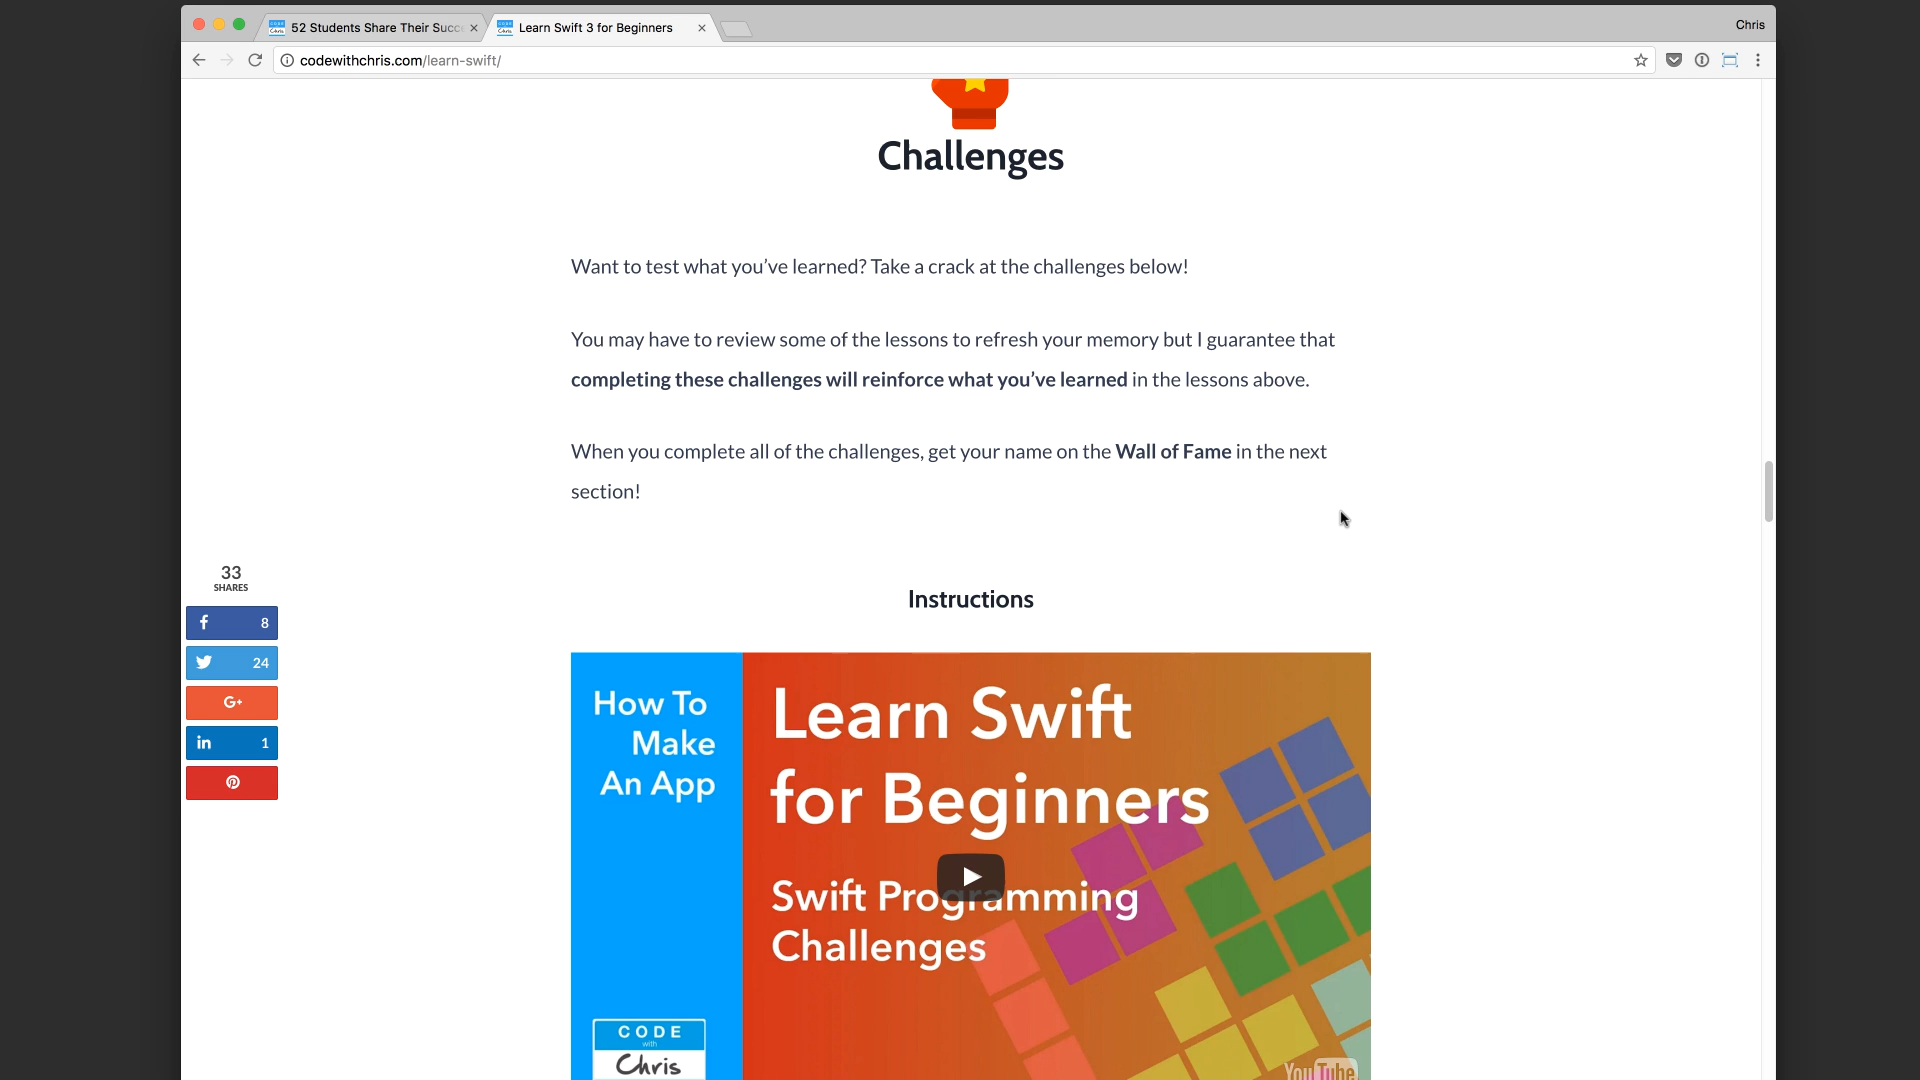 52 Students Share Their Succ
Learn Swift 3 for Beginners
Chris
codewithchris.com/learn-swift/
Challenges
Want to test what you’ve learned? Take a crack at the challenges below!
You may have to review some of the lessons to refresh your memory but I guarantee that
completing these challenges will reinforce what you’ve learned in the lessons above.
When you complete all of the challenges, get your name on the Wall of Fame in the next
section!
33
SHARES
8
24
G+
in 1
Instructions
How To
Make
An App
Learn Swift
for Beginners
Swift Programming
Challenges
CODE
with
Chris
YouTube